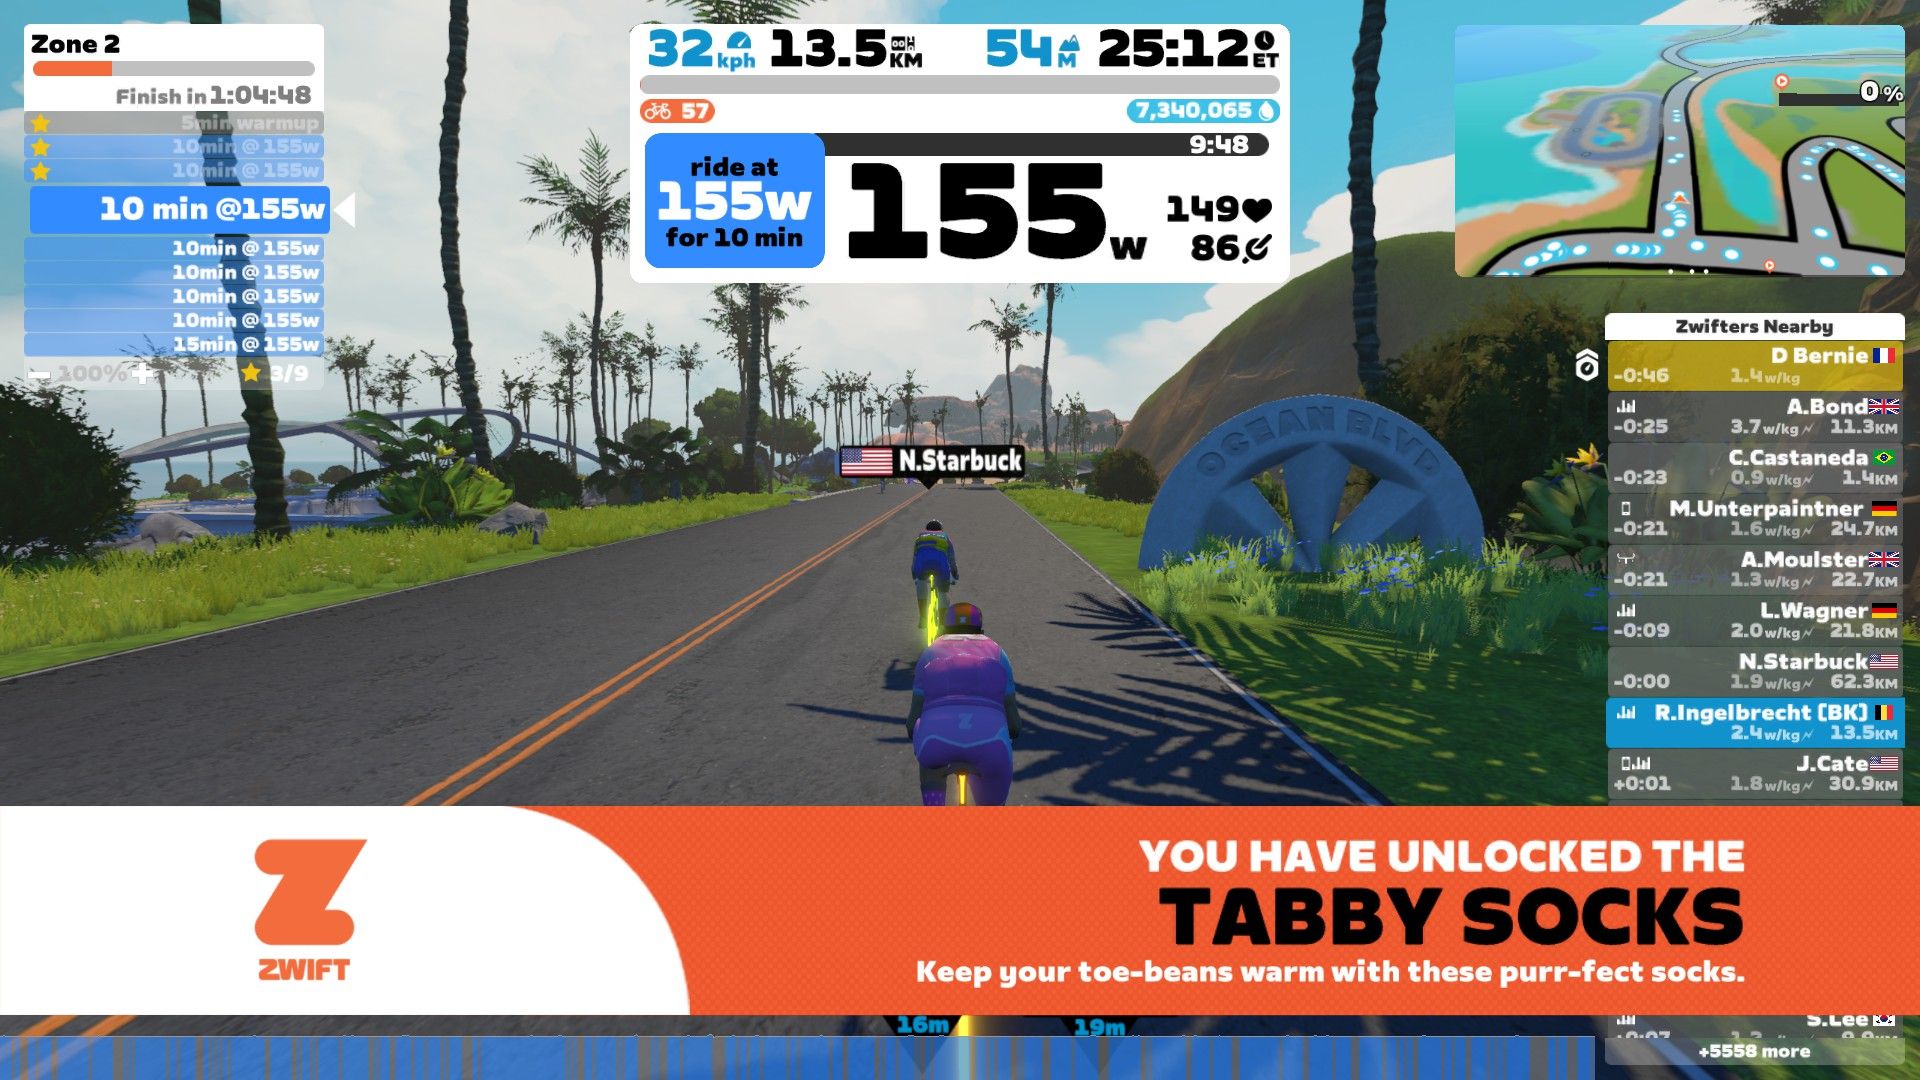 Zone 2
Finish in 1:04:48
5min warmup
10min @ 155w
10min @ 155w
10 min @155w
10min @ 155w
10min @ 155w
10min @ 155w
10min @ 155w
15min @ 155w
100%
3/9
32 kph 13.5 KM 54 M 25:12 ET
57
7,340,065
9:48
ride at
155w
for 10 min
155 w
149
86
0 %
Zwifters Nearby
D Bernie
-0:46 1.4 w/kg
A.Bond
-0:25 3.7 w/kg 11.3 KM
C.Castaneda
-0:23 0.9 w/kg 1.4 KM
M.Unterpaintner
-0:21 1.6 w/kg 24.7 KM
A.Moulster
-0:21 1.3 w/kg 22.7 KM
L.Wagner
-0:09 2.0 w/kg 21.8 KM
N.Starbuck
-0:00 1.9 w/kg 62.3 KM
R.Ingelbrecht (BK)
2.4 w/kg 13.5 KM
J.Cate
+0:01 1.8 w/kg 30.9 KM
N.Starbuck
OCEAN BLVD
Z
ZWIFT
YOU HAVE UNLOCKED THE
TABBY SOCKS
Keep your toe-beans warm with these purr-fect socks.
16m
19m
S.Lee
+5558 more